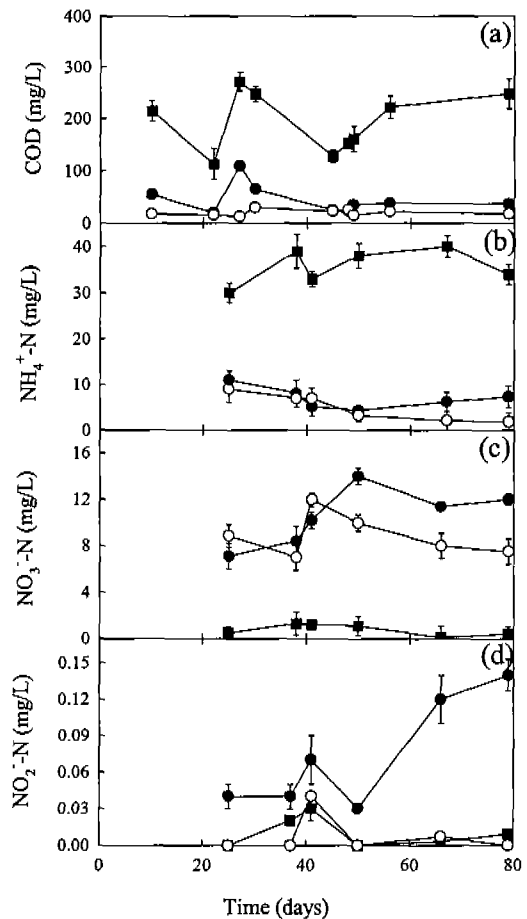 400
(a)
300
200
100
0
COD (mg/L)
(b)
40
30
20
10
0
NH₄⁺-N (mg/L)
(c)
16
12
8
4
0
NO₃⁻-N (mg/L)
(d)
0.15
0.12
0.09
0.06
0.03
0.00
NO₂⁻-N (mg/L)
0 20 40 60 80
Time (days)